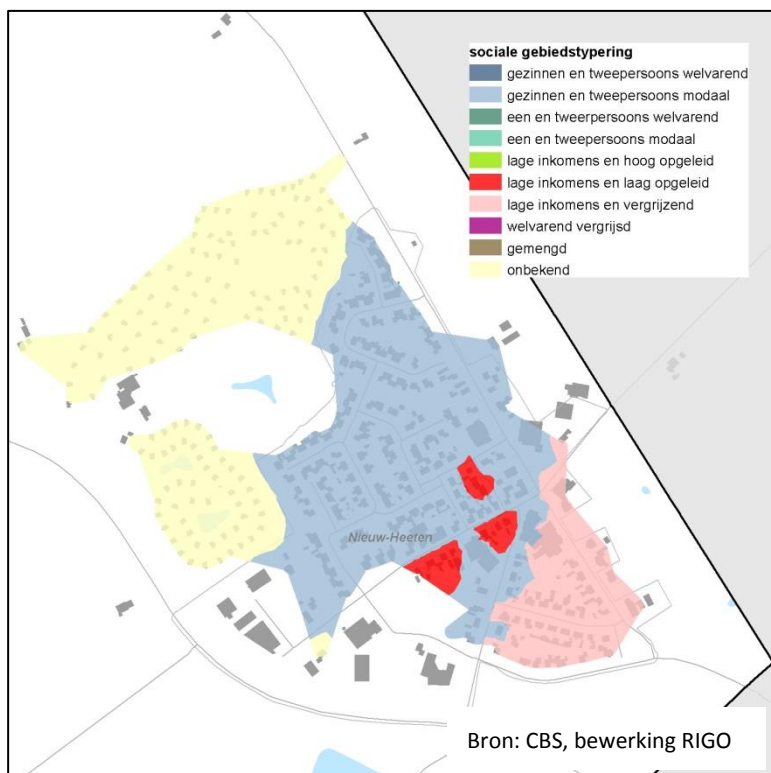 sociale gebiedstypering
gezinnen en tweepersoons welvarend
gezinnen en tweepersoons modaal
een en tweerpersoons welvarend
een en tweepersoons modaal
lage inkomens en hoog opgeleid
lage inkomens en laag opgeleid
lage inkomens en vergrijzend
welvarend vergrijsd
gemengd
onbekend
Nieuw-Heeten
Bron: CBS, bewerking RIGO